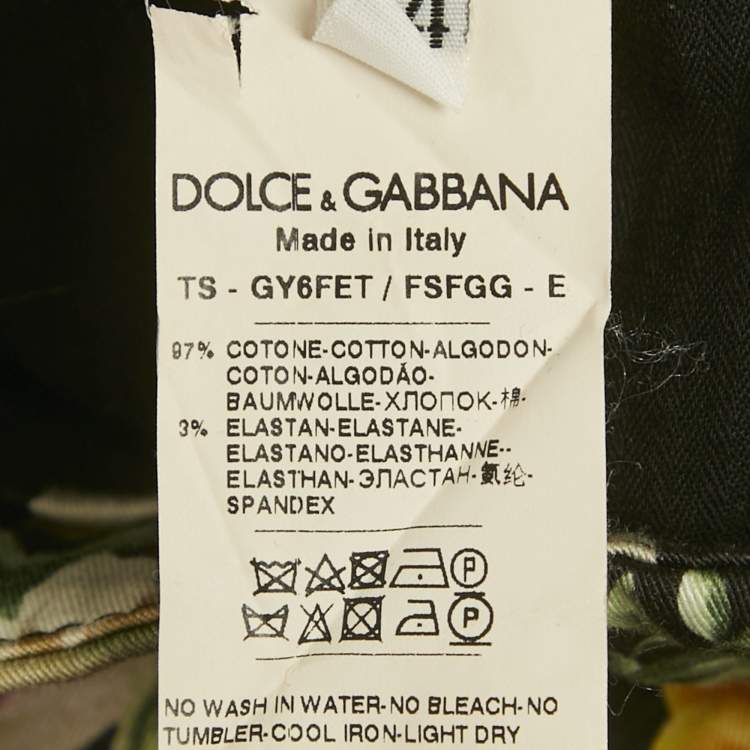 4
DOLCE & GABBANA
Made in Italy
TS - GY6FET / FSFGG - E
97% COTONE-COTTON-ALGODON-
COTON-ALGODÃO-
BAUMWOLLE-ХЛОПОК-棉-
3% ELASTAN-ELASTANE-
ELASTANO-ELASTHANNE--
ELASTHAN-ЭЛАСТАН-氨纶-
SPANDEX
P
P
NO WASH IN WATER-NO BLEACH-NO
TUMBLER-COOL IRON-LIGHT DRY